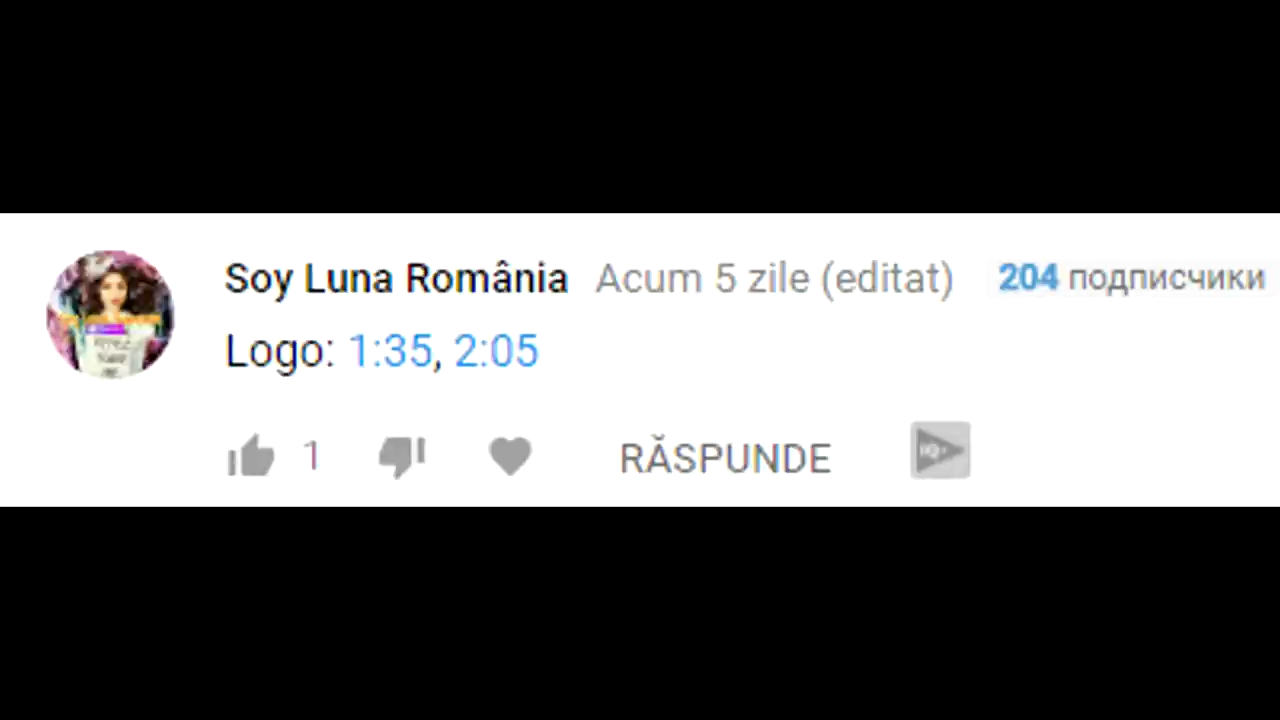 Soy Luna România Acum 5 zile (editat) 204 подписчики
Logo: 1:35, 2:05
1 RĂSPUNDE